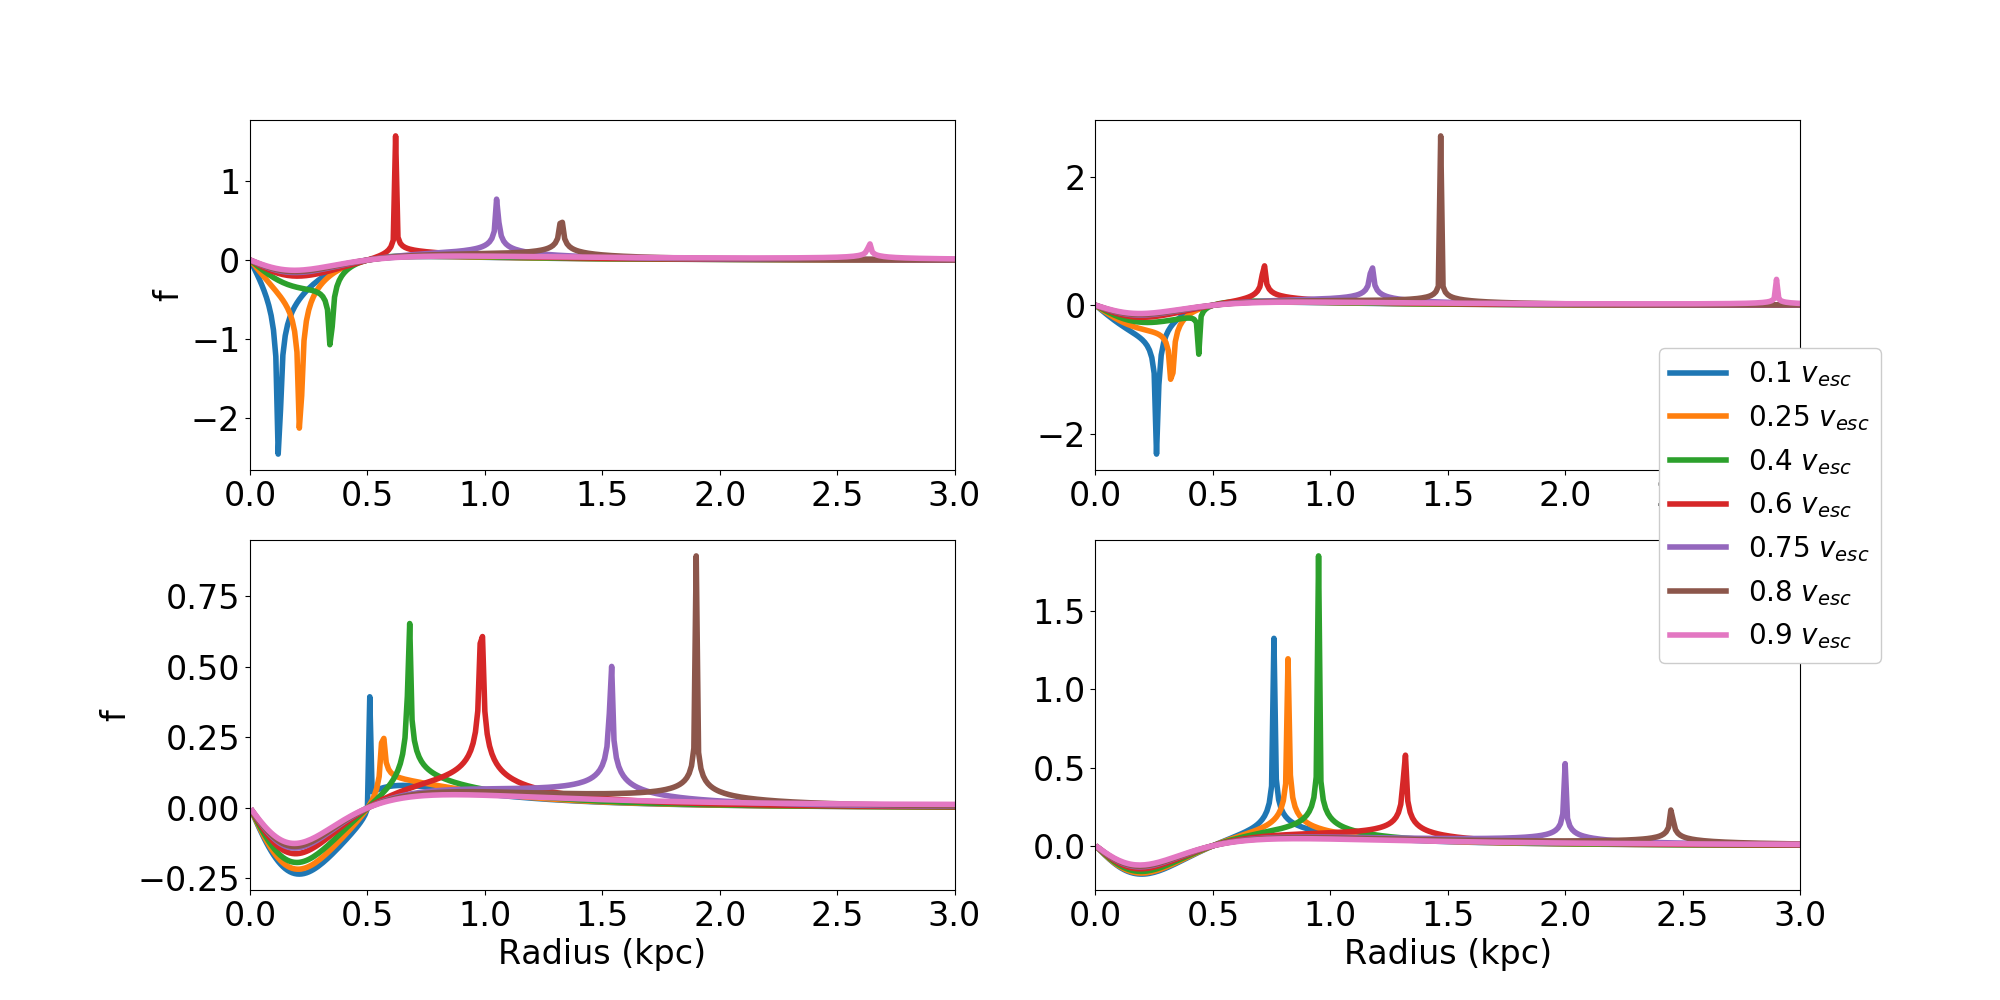 1
0
−1
−2
f
0.0 0.5 1.0 1.5 2.0 2.5 3.0
2
0
−2
0.0 0.5 1.0 1.5 2.0
0.75
0.50
0.25
0.00
−0.25
f
0.0 0.5 1.0 1.5 2.0 2.5 3.0
Radius (kpc)
1.5
1.0
0.5
0.0
0.0 0.5 1.0 1.5 2.0 2.5 3.0
Radius (kpc)
0.1 v_esc
0.25 v_esc
0.4 v_esc
0.6 v_esc
0.75 v_esc
0.8 v_esc
0.9 v_esc